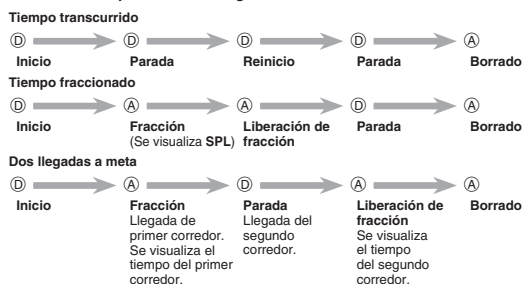 Tiempo transcurrido
Ⓓ Ⓓ Ⓓ Ⓓ Ⓐ
Inicio Parada Reinicio Parada Borrado
Tiempo fraccionado
Ⓓ Ⓐ Ⓐ Ⓓ Ⓐ
Inicio Fracción Liberación de Parada Borrado
(Se visualiza SPL) fracción
Dos llegadas a meta
Ⓓ Ⓐ Ⓓ Ⓐ Ⓐ
Inicio Fracción Parada Liberación de Borrado
Llegada de Llegada del fracción
primer corredor. segundo Se visualiza
Se visualiza el corredor. el tiempo
tiempo del primer del segundo
corredor. corredor.